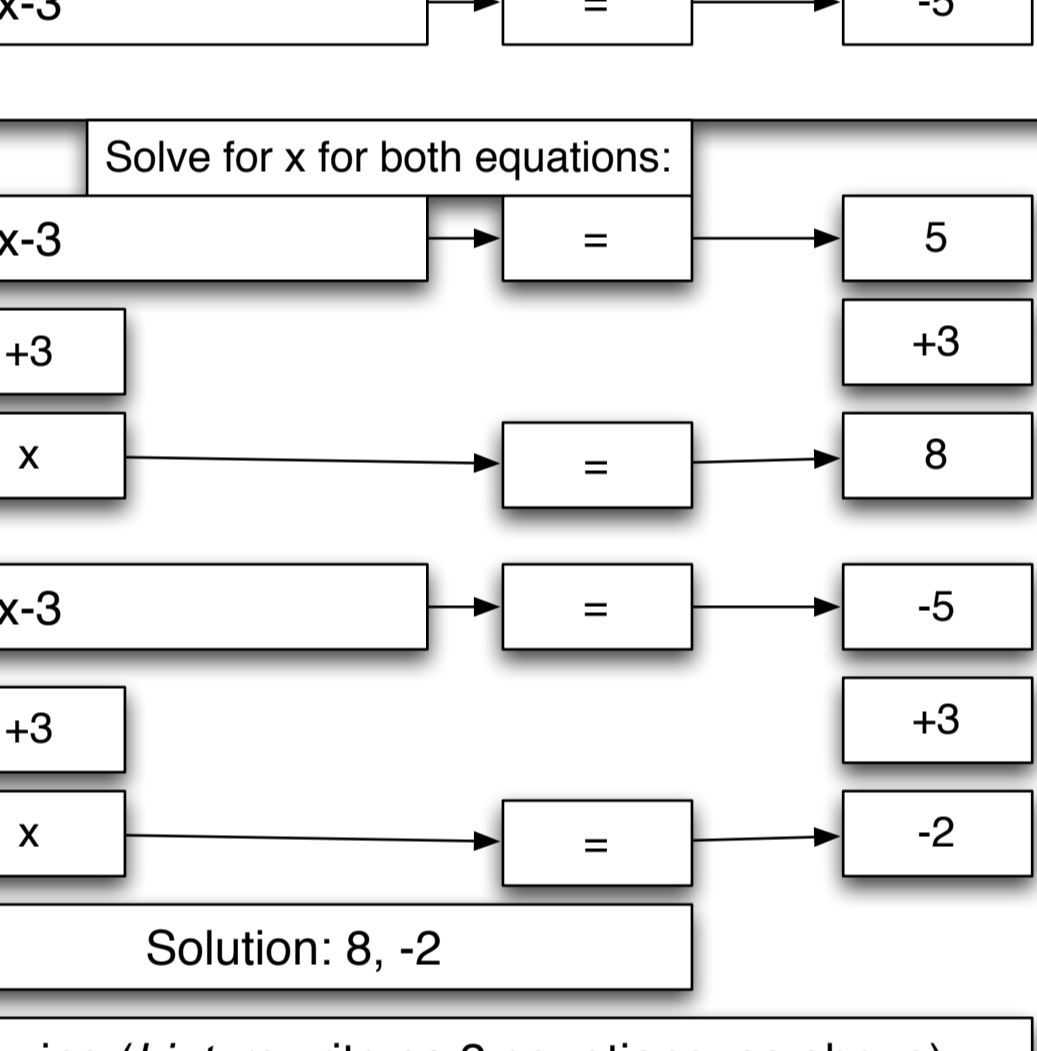 x-3 = -5
Solve for x for both equations:
x-3 = 5
+3 +3
x = 8
x-3 = -5
+3 +3
x = -2
Solution: 8, -2